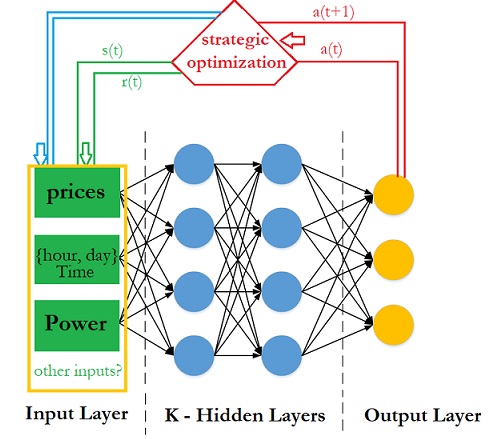 a(t+1)
strategic
optimization
s(t)
a(t)
r(t)
prices
{hour, day}
Time
Power
other inputs?
Input Layer
K - Hidden Layers
Output Layer